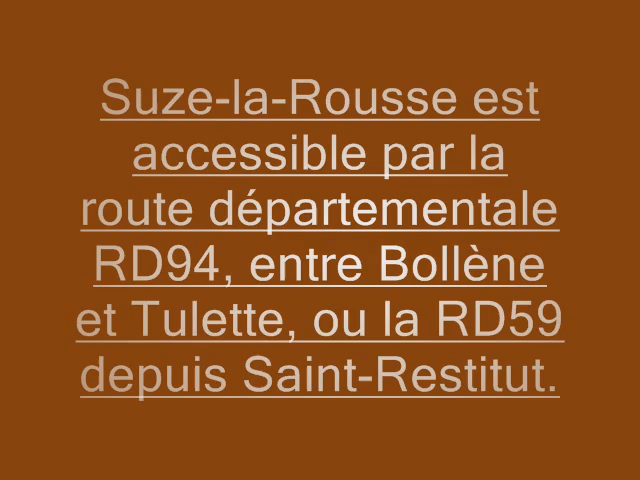 Suze-la-Rousse est
accessible par la
route départementale
RD94, entre Bollène
et Tulette, ou la RD59
depuis Saint-Restitut.